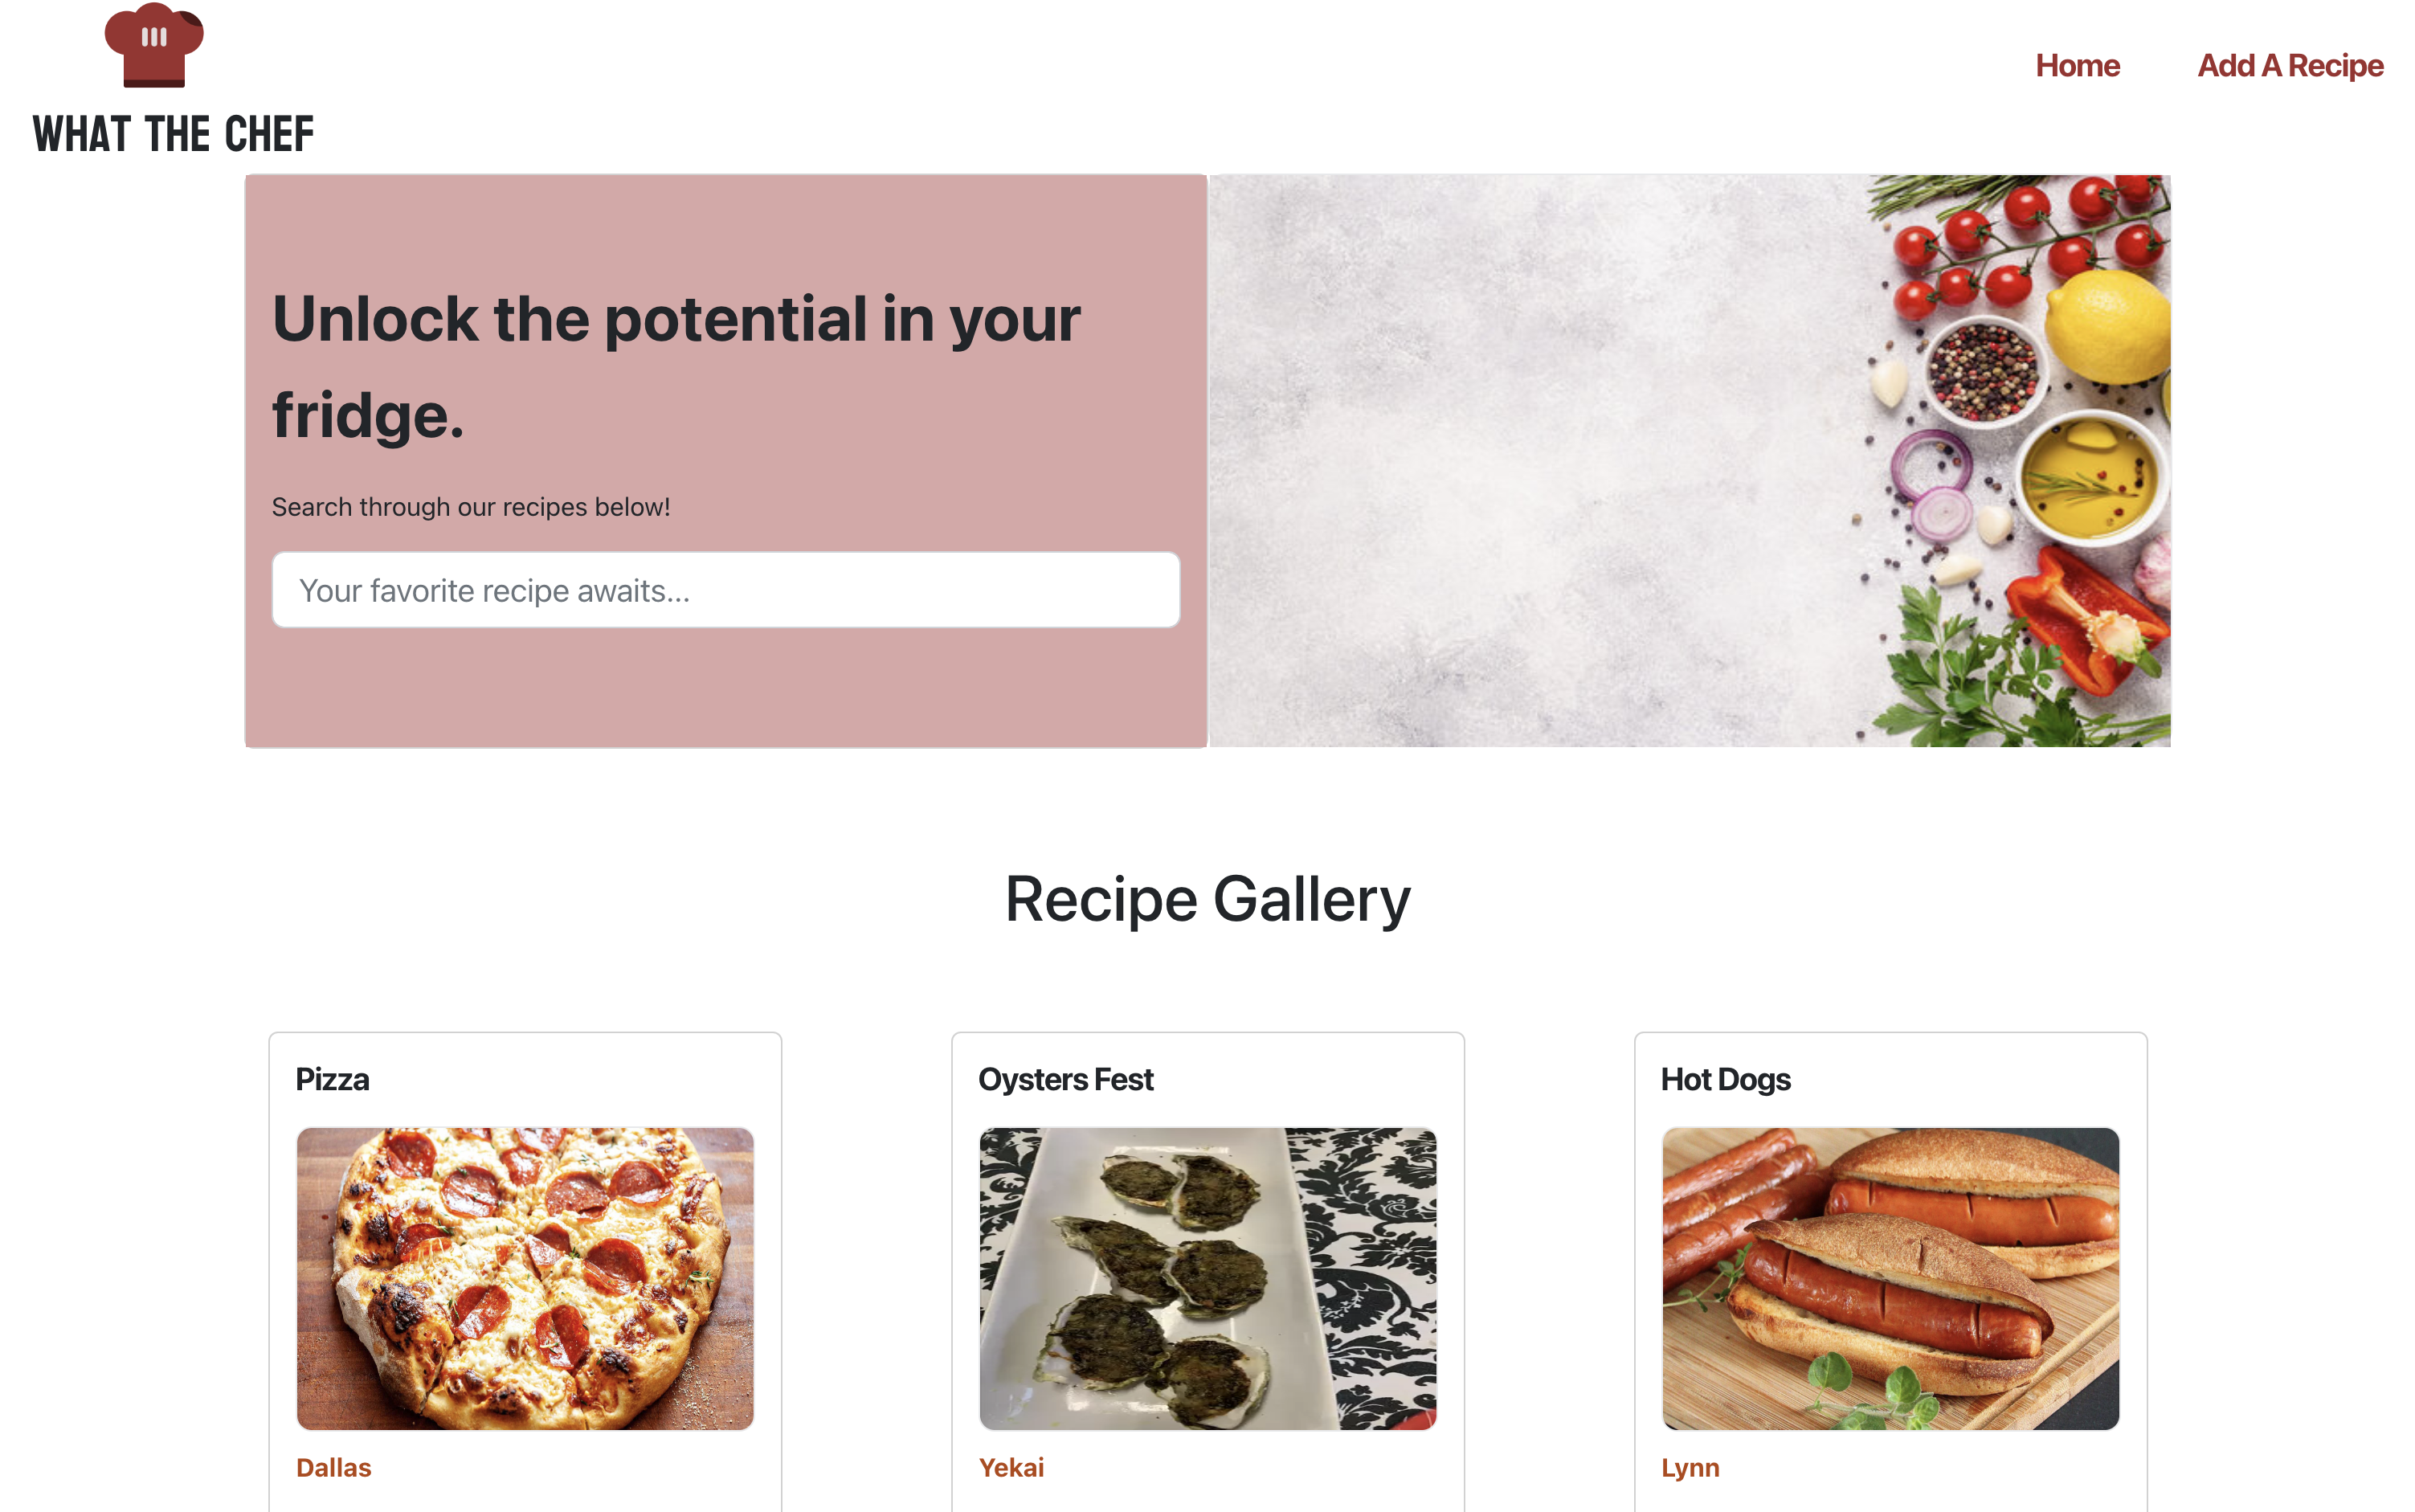 WHAT THE CHEF
Home
Add A Recipe
Unlock the potential in your
fridge.
Search through our recipes below!
Your favorite recipe awaits...
Recipe Gallery
Pizza
Oysters Fest
Hot Dogs
Dallas
Yekai
Lynn